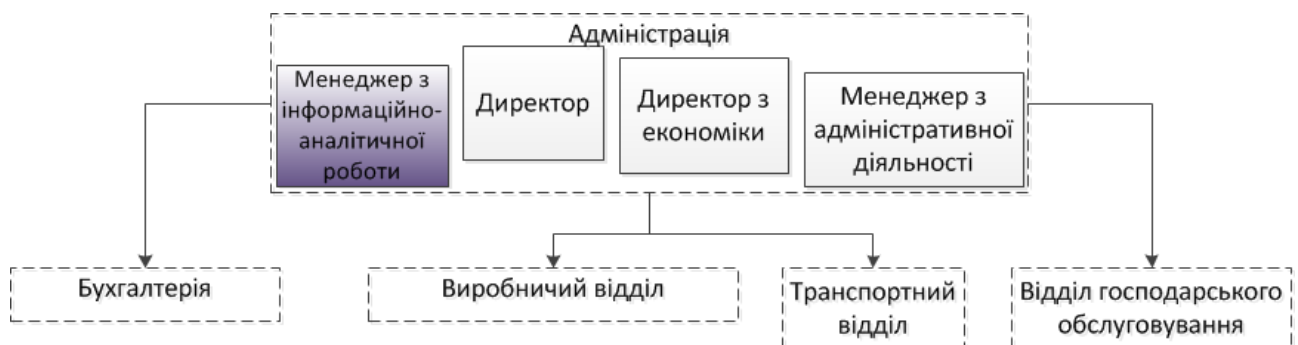 Адміністрація
Менеджер з
інформаційно-
аналітичної
роботи
Директор
Директор з
економіки
Менеджер з
адміністративної
діяльності
Бухгалтерія
Виробничий відділ
Транспортний
відділ
Відділ господарського
обслуговування